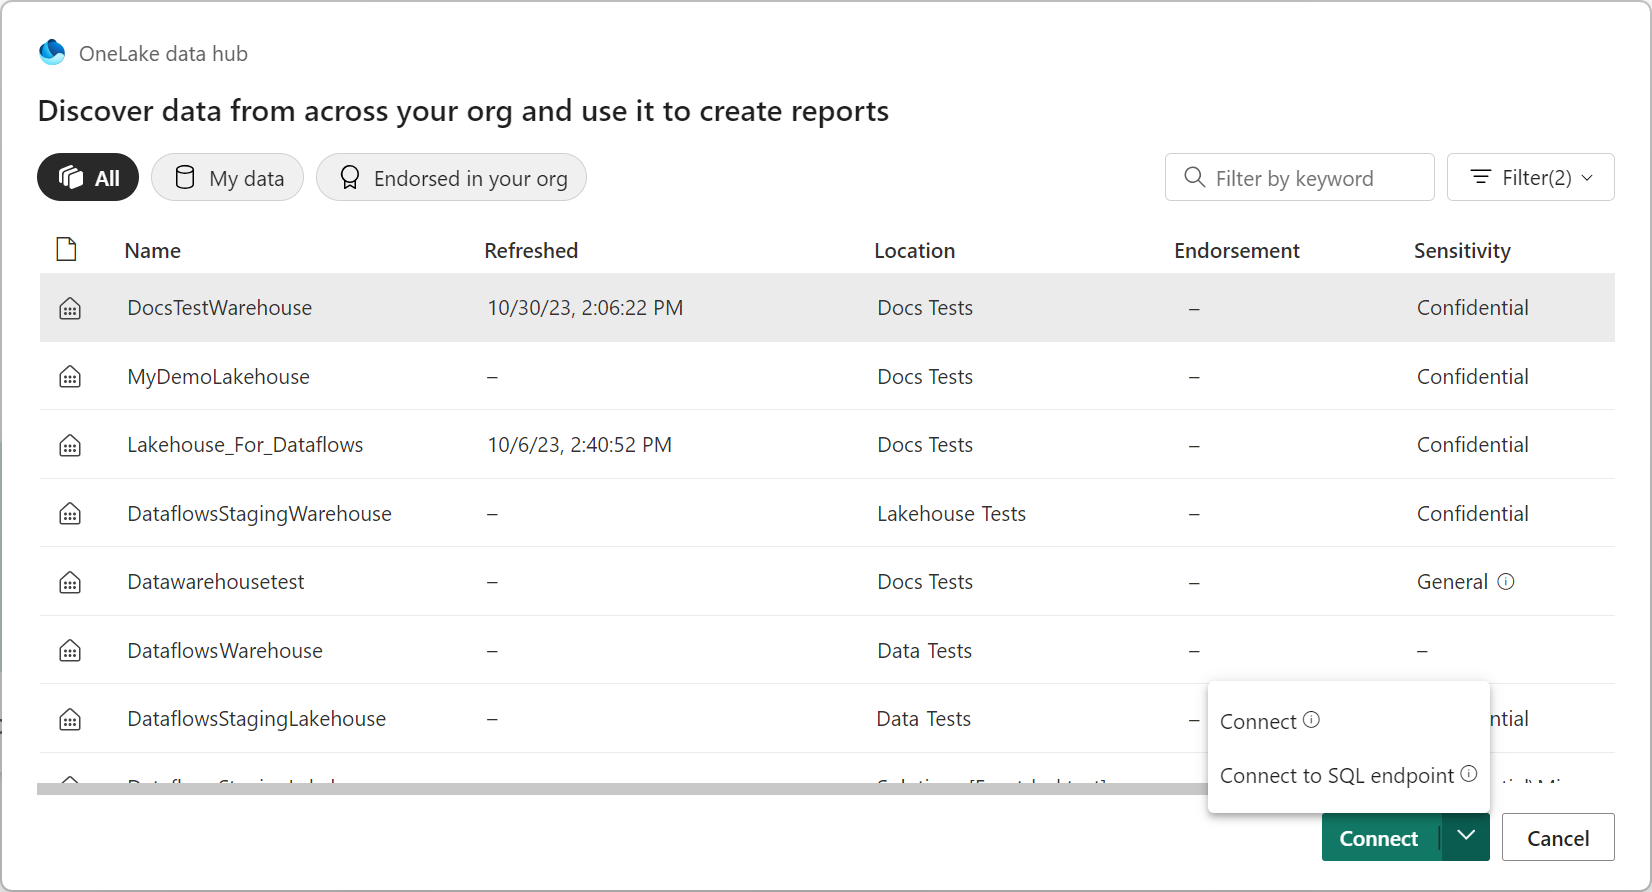 OneLake data hub
Discover data from across your org and use it to create reports
All My data Endorsed in your org Filter by keyword Filter(2)
Name Refreshed Location Endorsement Sensitivity
DocsTestWarehouse 10/30/23, 2:06:22 PM Docs Tests – Confidential
MyDemoLakehouse – Docs Tests – Confidential
Lakehouse_For_Dataflows 10/6/23, 2:40:52 PM Docs Tests – Confidential
DataflowsStagingWarehouse – Lakehouse Tests – Confidential
Datawarehousetest – Docs Tests – General
DataflowsWarehouse – Data Tests – –
DataflowsStagingLakehouse – Data Tests – ntial
Connect
Connect to SQL endpoint
Connect Cancel